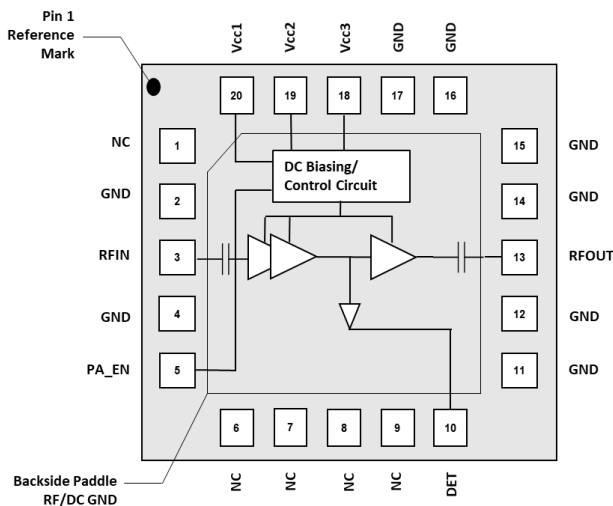 Pin 1
Reference
Mark
Vcc1
Vcc2
Vcc3
GND
GND
20
19
18
17
16
NC
1
15
GND
DC Biasing/
Control Circuit
GND
2
14
GND
RFIN
3
13
RFOUT
GND
4
12
GND
PA_EN
5
11
GND
6
7
8
9
10
NC
NC
NC
NC
DET
Backside Paddle
RF/DC GND